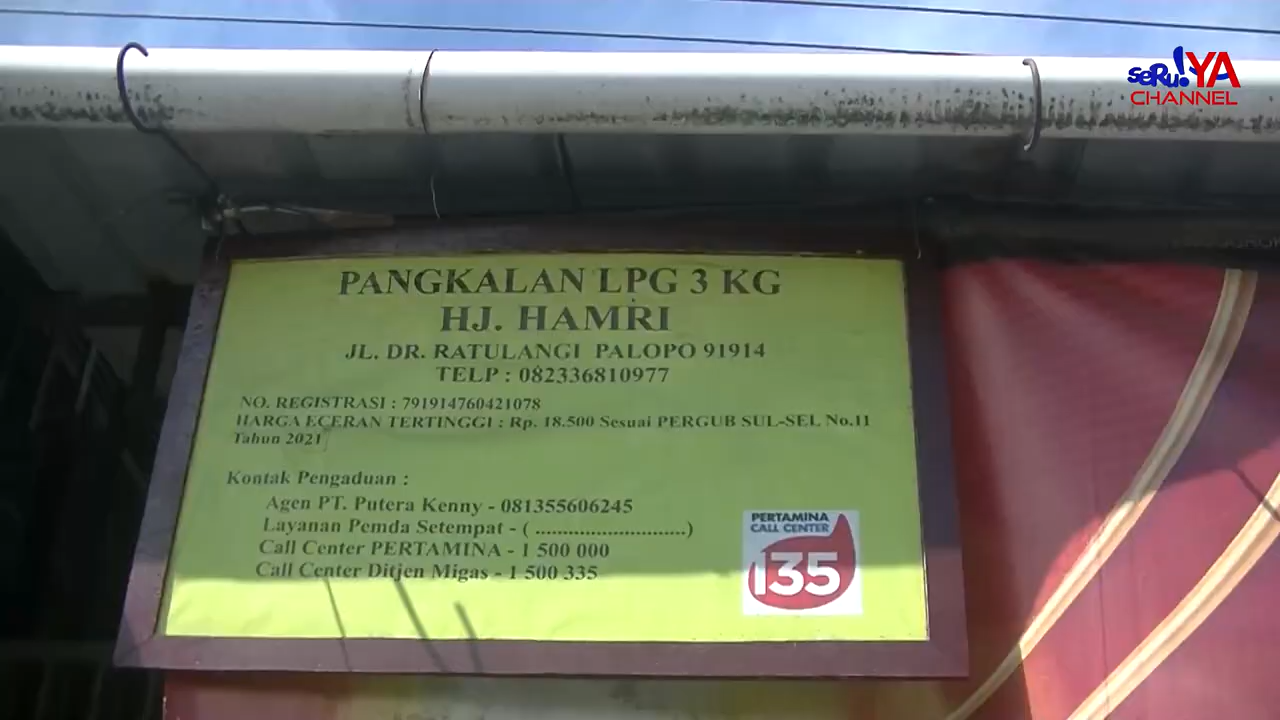 seRu!YA
CHANNEL
PANGKALAN LPG 3 KG
HJ. HAMRI
JL. DR. RATULANGI PALOPO 91914
TELP : 082336810977
NO. REGISTRASI : 791914760421078
HARGA ECERAN TERTINGGI : Rp. 18.500 Sesuai PERGUB SUL-SEL No.11
Tahun 2021
Kontak Pengaduan :
Agen PT. Putera Kenny - 081355606245
Layanan Pemda Setempat - ( ............................)
Call Center PERTAMINA - 1 500 000
Call Center Ditjen Migas - 1 500 335
PERTAMINA
CALL CENTER
135